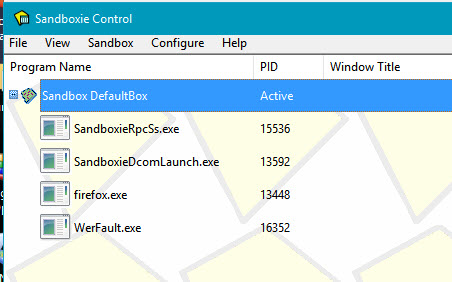 Sandboxie Control
File View Sandbox Configure Help
Program Name PID Window Title
Sandbox DefaultBox Active
SandboxieRpcSs.exe 15536
SandboxieDcomLaunch.exe 13592
firefox.exe 13448
WerFault.exe 16352